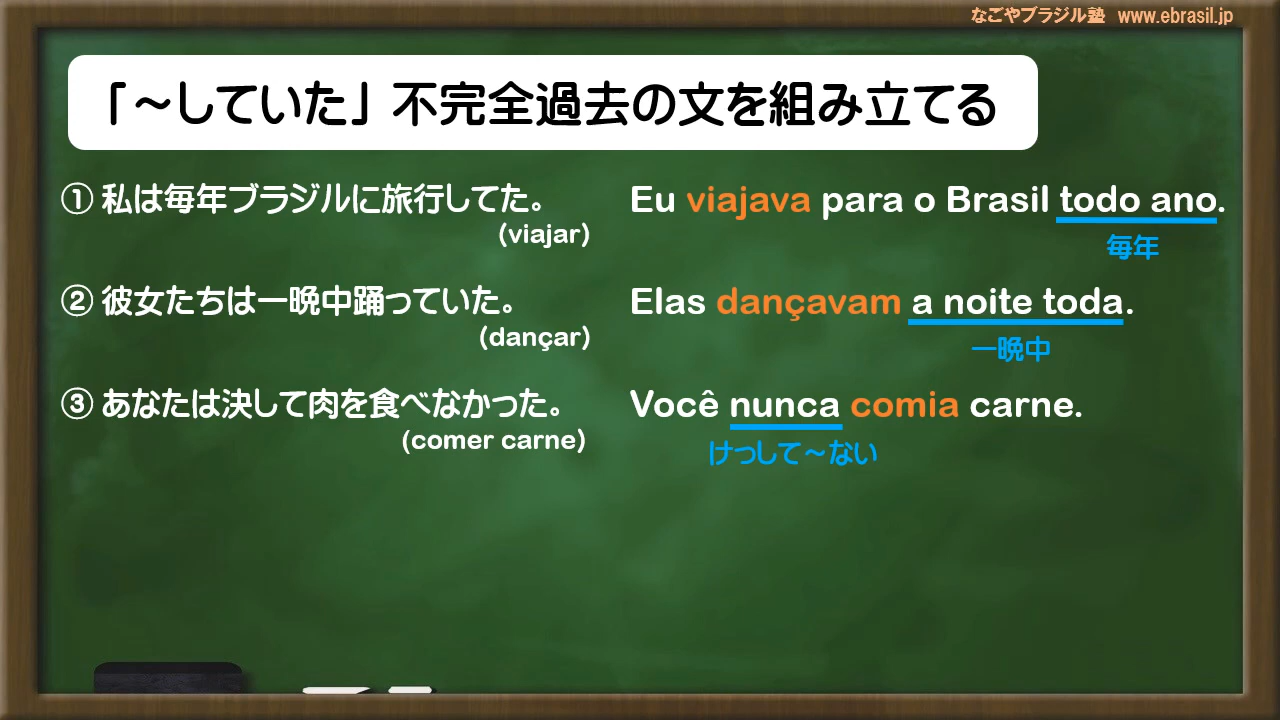 なごやブラジル塾 www.ebrasil.jp
「～していた」不完全過去の文を組み立てる
① 私は毎年ブラジルに旅行してた。 Eu viajava para o Brasil todo ano.
(viajar) 毎年
② 彼女たちは一晩中踊っていた。 Elas dançavam a noite toda.
(dançar) 一晩中
③ あなたは決して肉を食べなかった。 Você nunca comia carne.
(comer carne) けっして～ない